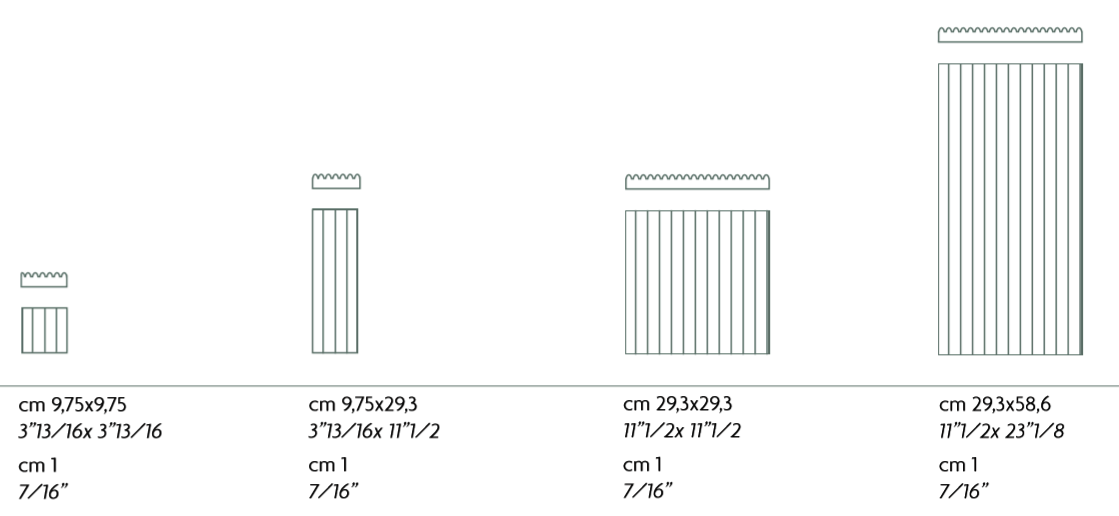 cm 9,75x9,75
3”13/16x 3”13/16
cm 1
7/16”
cm 9,75x29,3
3”13/16x 11”1/2
cm 1
7/16”
cm 29,3x29,3
11”1/2x 11”1/2
cm 1
7/16”
cm 29,3x58,6
11”1/2x 23”1/8
cm 1
7/16”